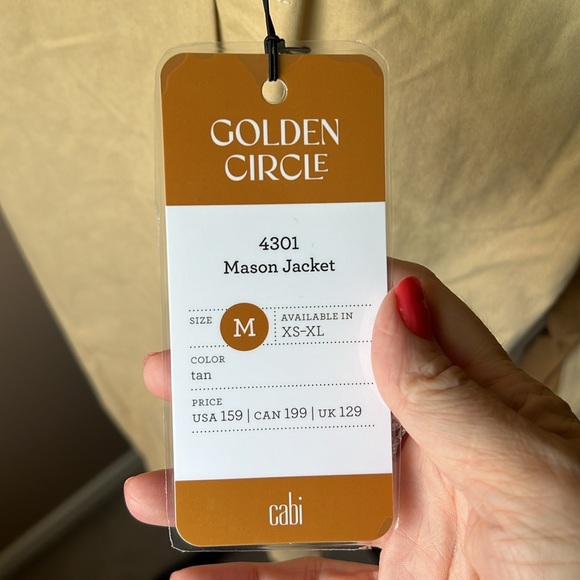 GOLDEN
CIRCLE
4301
Mason Jacket
SIZE
M
AVAILABLE IN
XS-XL
COLOR
tan
PRICE
USA 159 | CAN 199 | UK 129
cabi